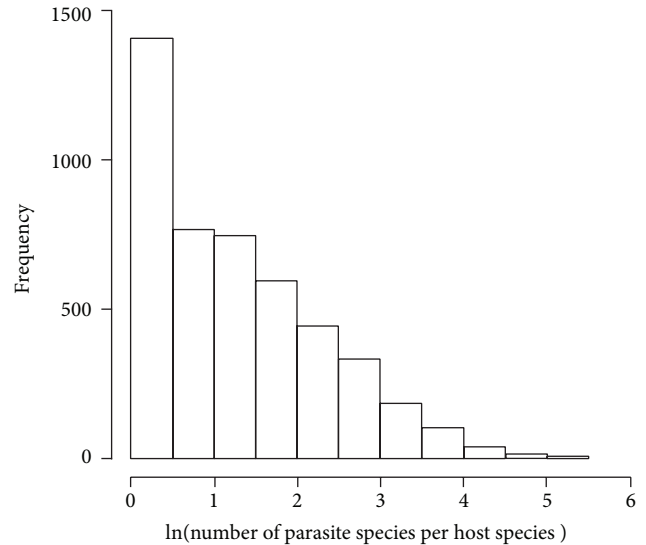 1500
1000
500
0
Frequency
0 1 2 3 4 5 6
ln(number of parasite species per host species )